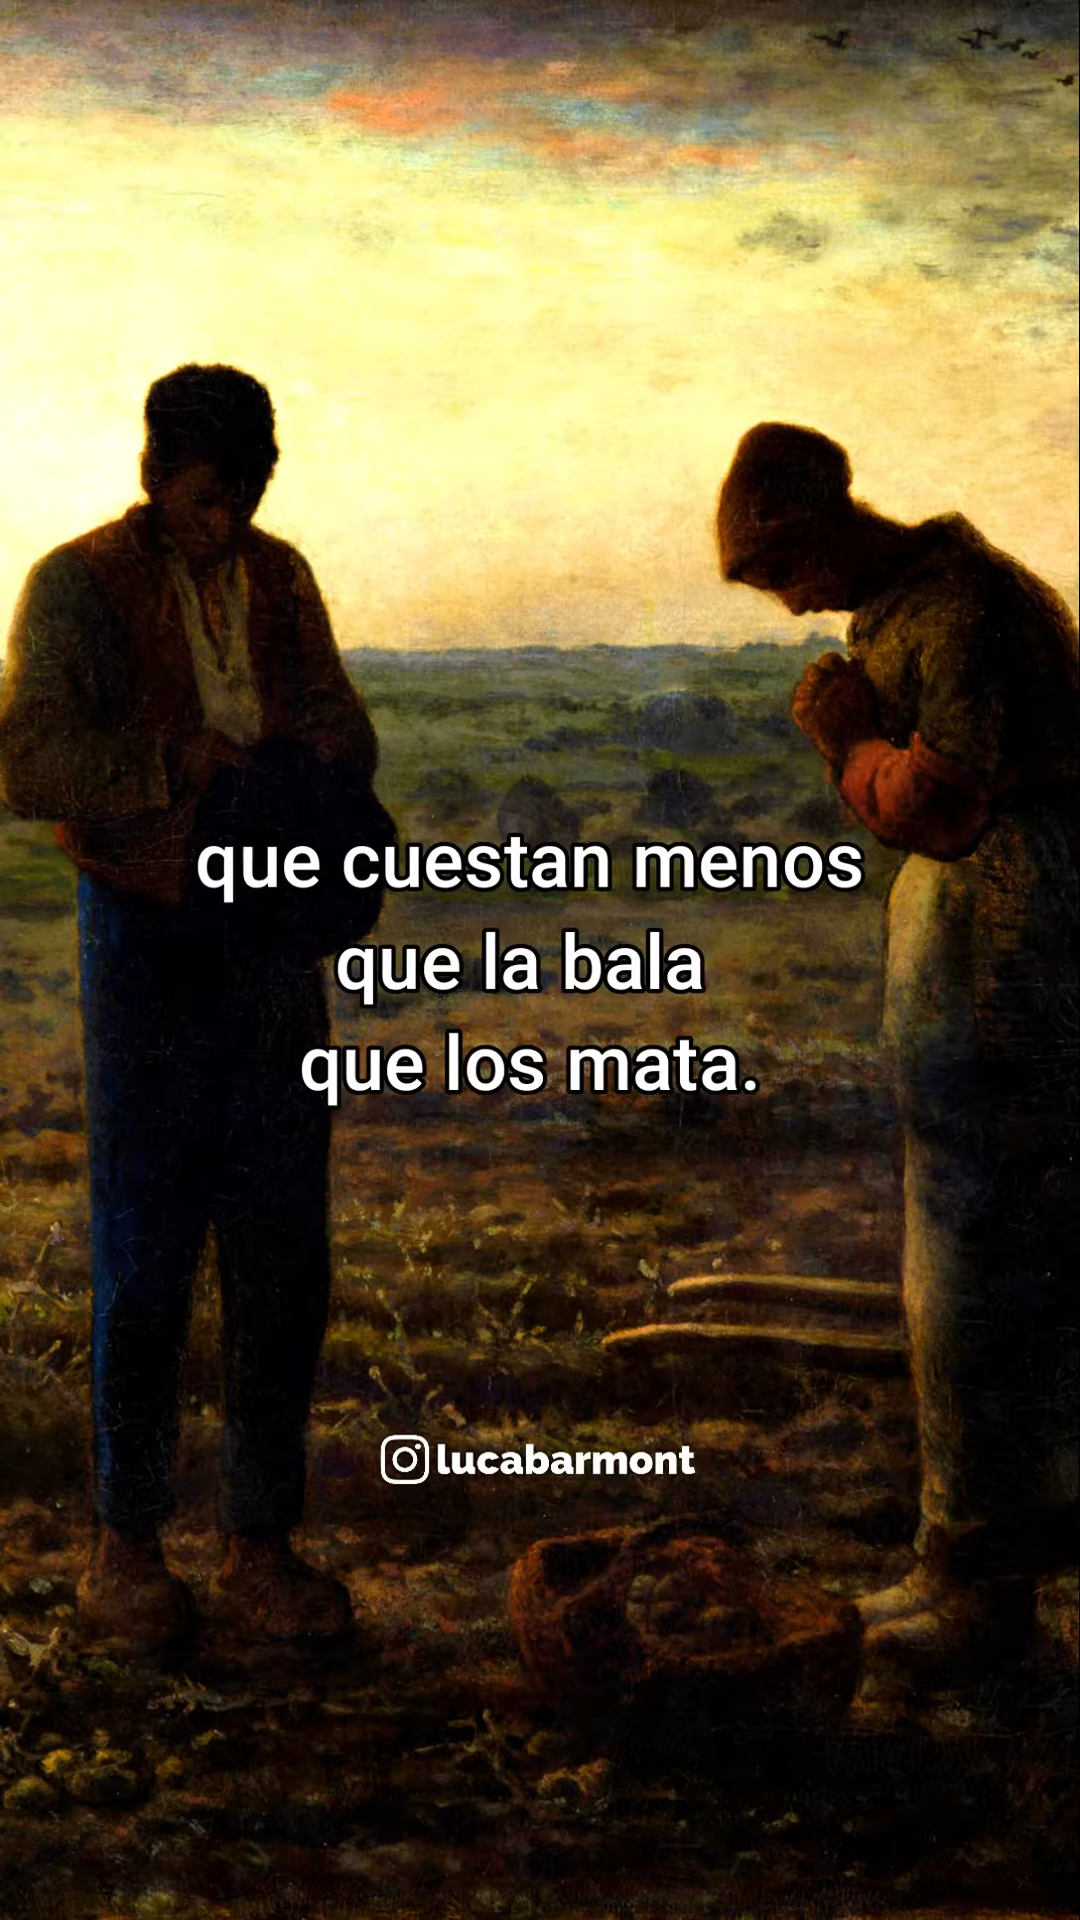 que cuestan menos
que la bala
que los mata.
lucabarmont